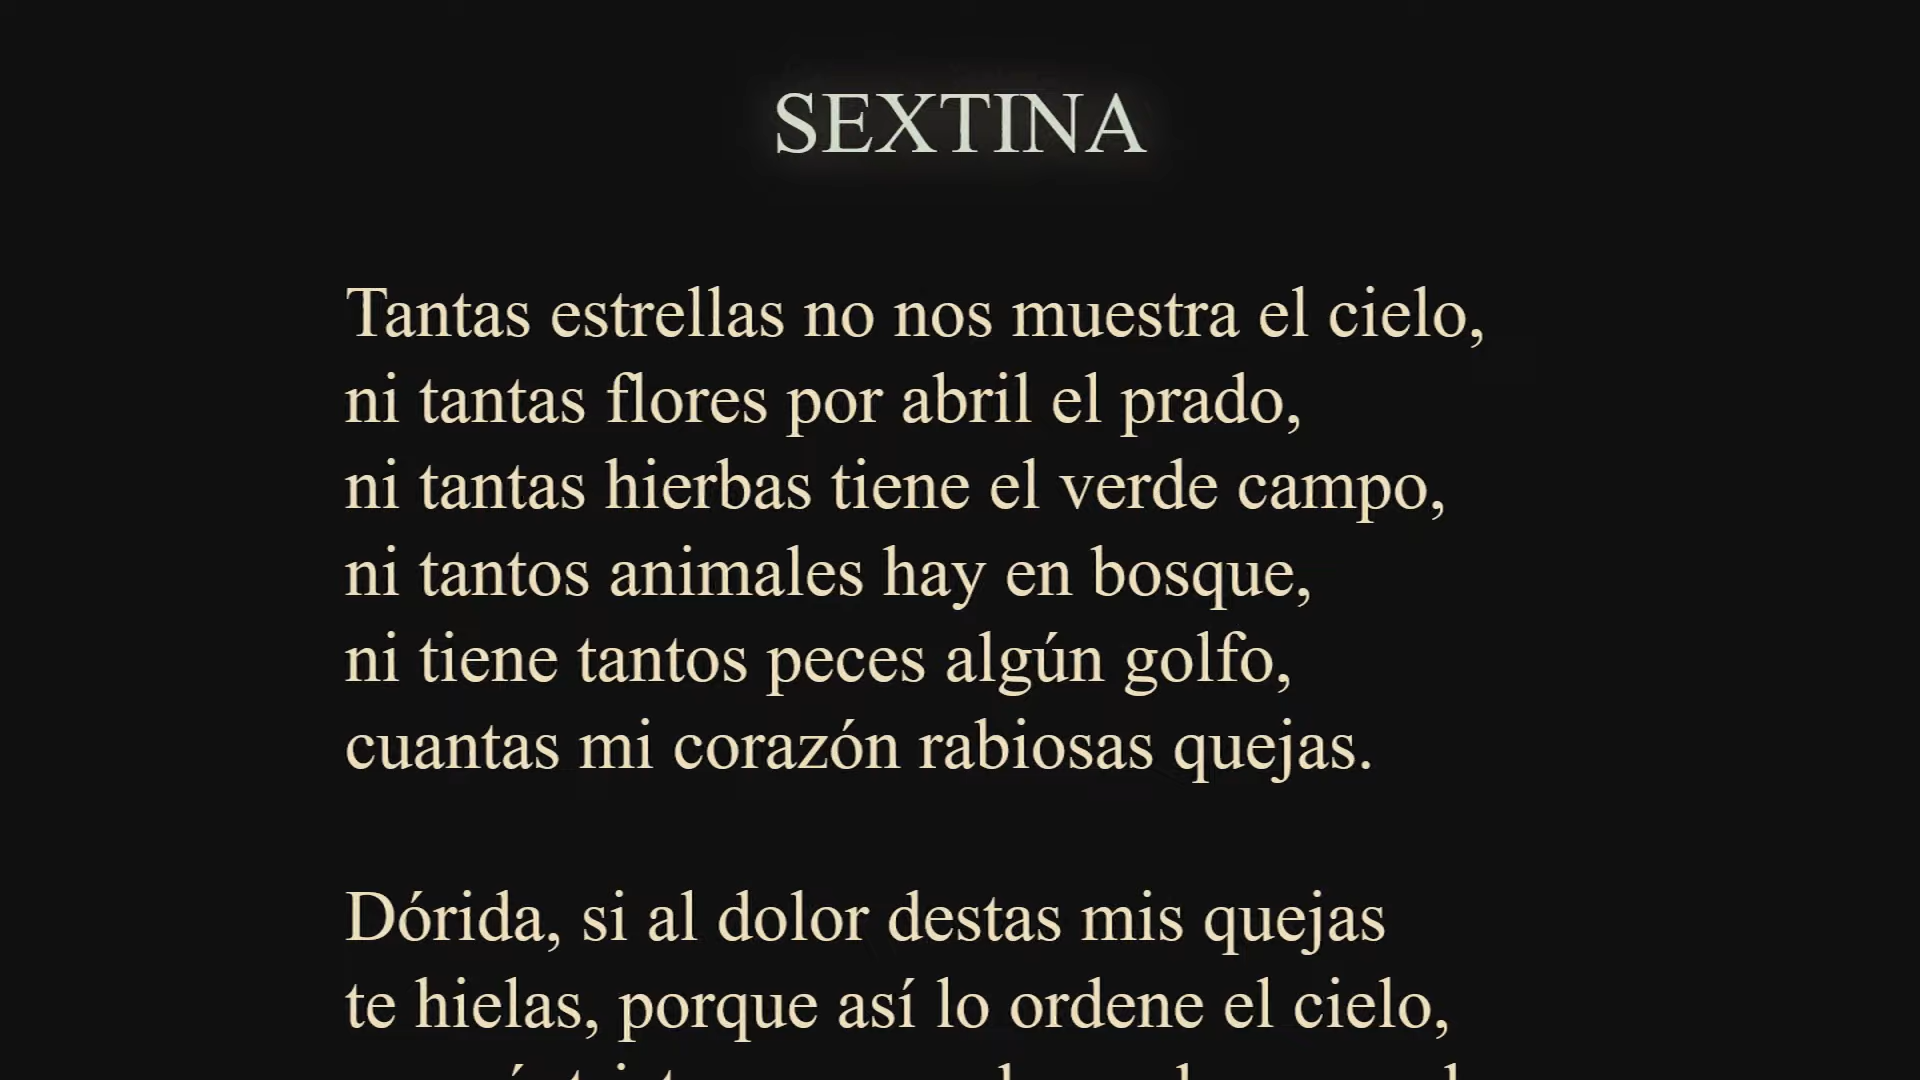 SEXTINA
Tantas estrellas no nos muestra el cielo,
ni tantas flores por abril el prado,
ni tantas hierbas tiene el verde campo,
ni tantos animales hay en bosque,
ni tiene tantos peces algún golfo,
cuantas mi corazón rabiosas quejas.
Dórida, si al dolor destas mis quejas
te hielas, porque así lo ordene el cielo,